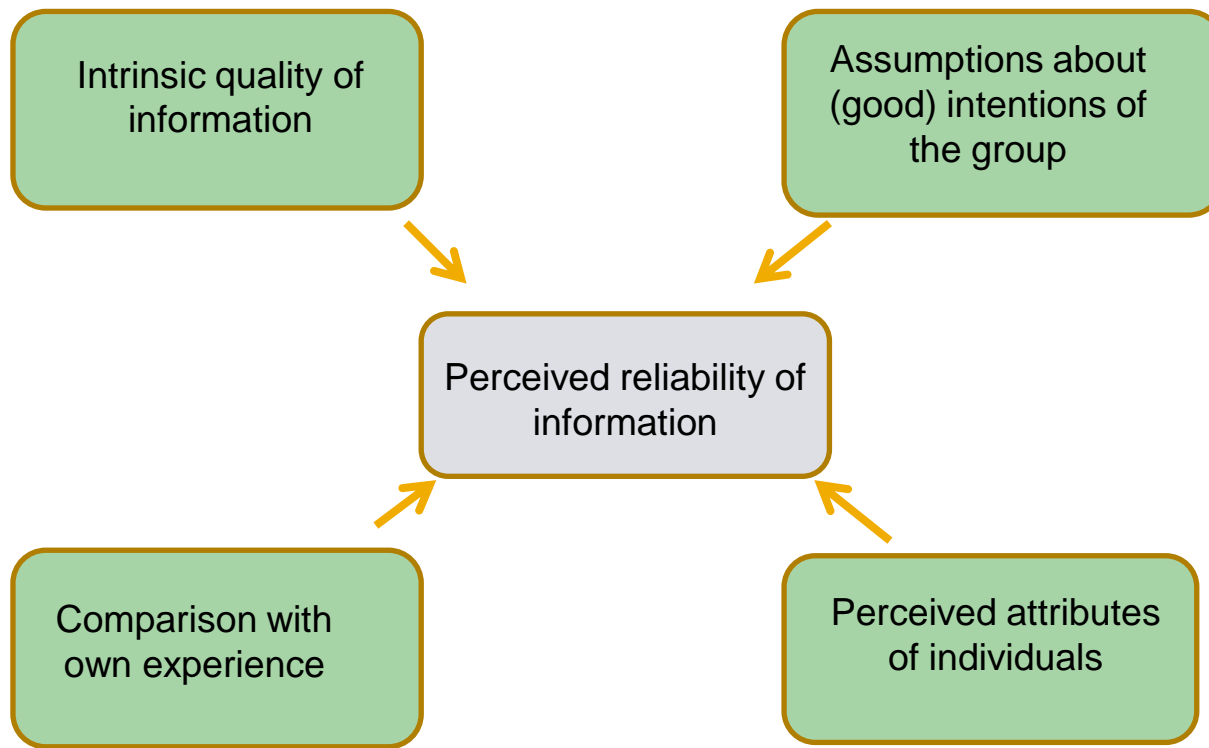 Intrinsic quality of
information
Assumptions about
(good) intentions of
the group
Perceived reliability of
information
Comparison with
own experience
Perceived attributes
of individuals